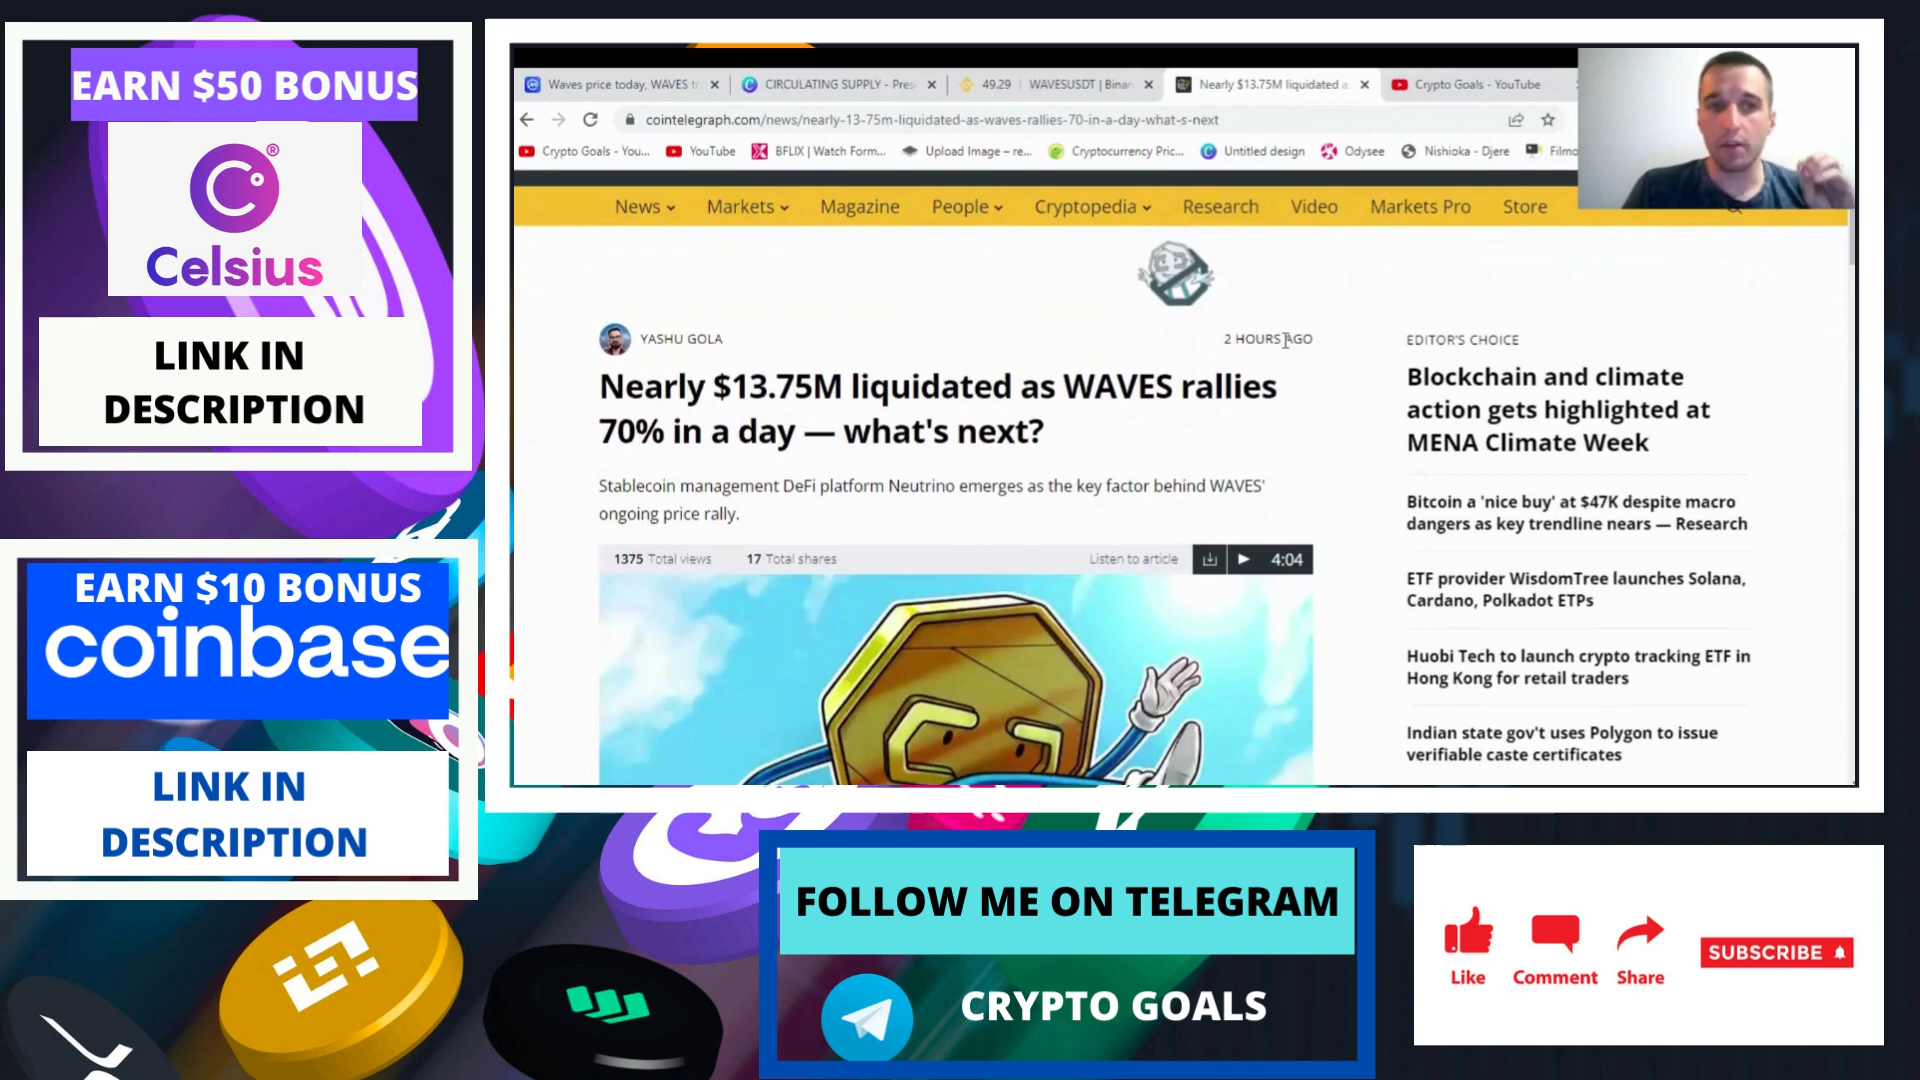 EARN $50 BONUS
Celsius®
LINK IN
DESCRIPTION
EARN $10 BONUS
coinbase
LINK IN
DESCRIPTION
Waves price today, WAVES to
CIRCULATING SUPPLY - Pres
49.29 | WAVESUSDT | Binan
Nearly $13.75M liquidated a
Crypto Goals - YouTube
cointelegraph.com/news/nearly-13-75m-liquidated-as-waves-rallies-70-in-a-day-what-s-next
Crypto Goals - You...
YouTube
BFLIX | Watch Form...
Upload Image – re...
Cryptocurrency Pric...
Untitled design
Odysee
Nishioka - Djere
Filmo
News
Markets
Magazine
People
Cryptopedia
Research
Video
Markets Pro
Store
YASHU GOLA
2 HOURS AGO
Nearly $13.75M liquidated as WAVES rallies
70% in a day — what's next?
Stablecoin management DeFi platform Neutrino emerges as the key factor behind WAVES'
ongoing price rally.
1375 Total views
17 Total shares
Listen to article
4:04
EDITOR'S CHOICE
Blockchain and climate
action gets highlighted at
MENA Climate Week
Bitcoin a 'nice buy' at $47K despite macro
dangers as key trendline nears — Research
ETF provider WisdomTree launches Solana,
Cardano, Polkadot ETPs
Huobi Tech to launch crypto tracking ETF in
Hong Kong for retail traders
Indian state gov't uses Polygon to issue
verifiable caste certificates
FOLLOW ME ON TELEGRAM
CRYPTO GOALS
Like
Comment
Share
SUBSCRIBE